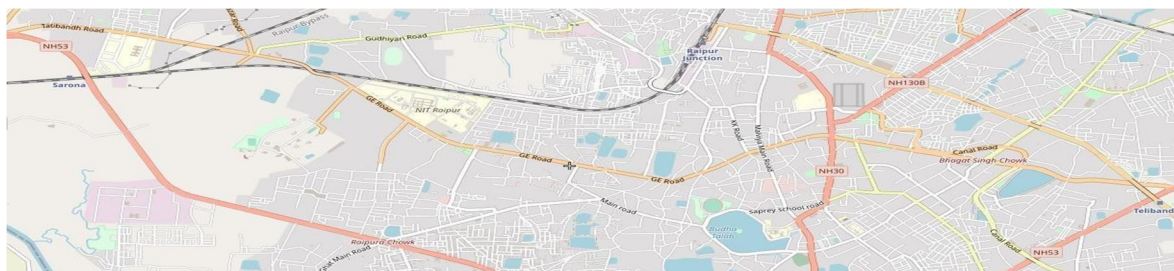 Talibandh Road
Raipur Bypass
NH53
Gudhiyari Road
Raipur
Junction
Sarona
NH130B
NIT Raipur
GE Road
KK Road
Malviya Main Road
GE Road
Canal Road
Bhagat Singh Chowk
GE Road
NH30
Main road
Saprey school road
Teliband
Budha
Talab
Raipura Chowk
Canal Road
NH53
hat Main Road